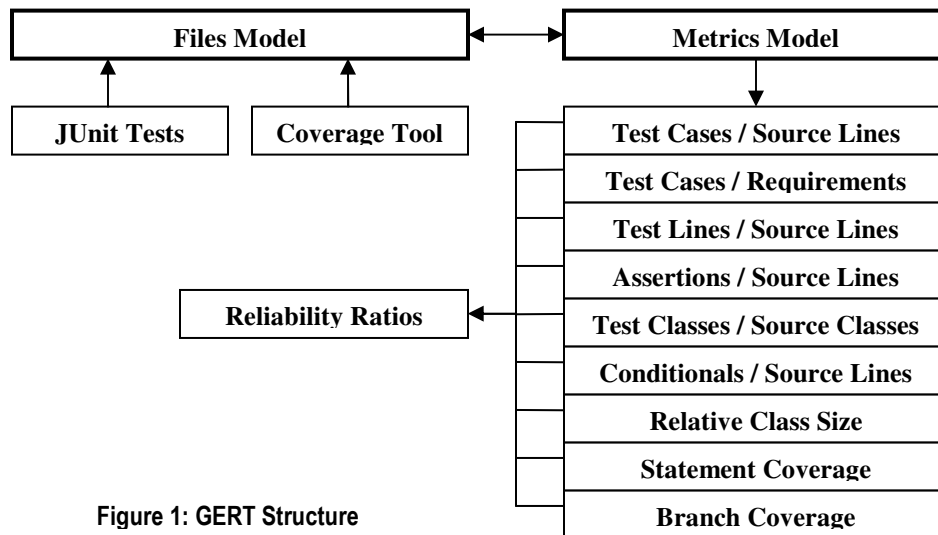 Files Model
Metrics Model
JUnit Tests
Coverage Tool
Test Cases / Source Lines
Test Cases / Requirements
Test Lines / Source Lines
Assertions / Source Lines
Reliability Ratios
Test Classes / Source Classes
Conditionals / Source Lines
Relative Class Size
Statement Coverage
Branch Coverage
Figure 1: GERT Structure